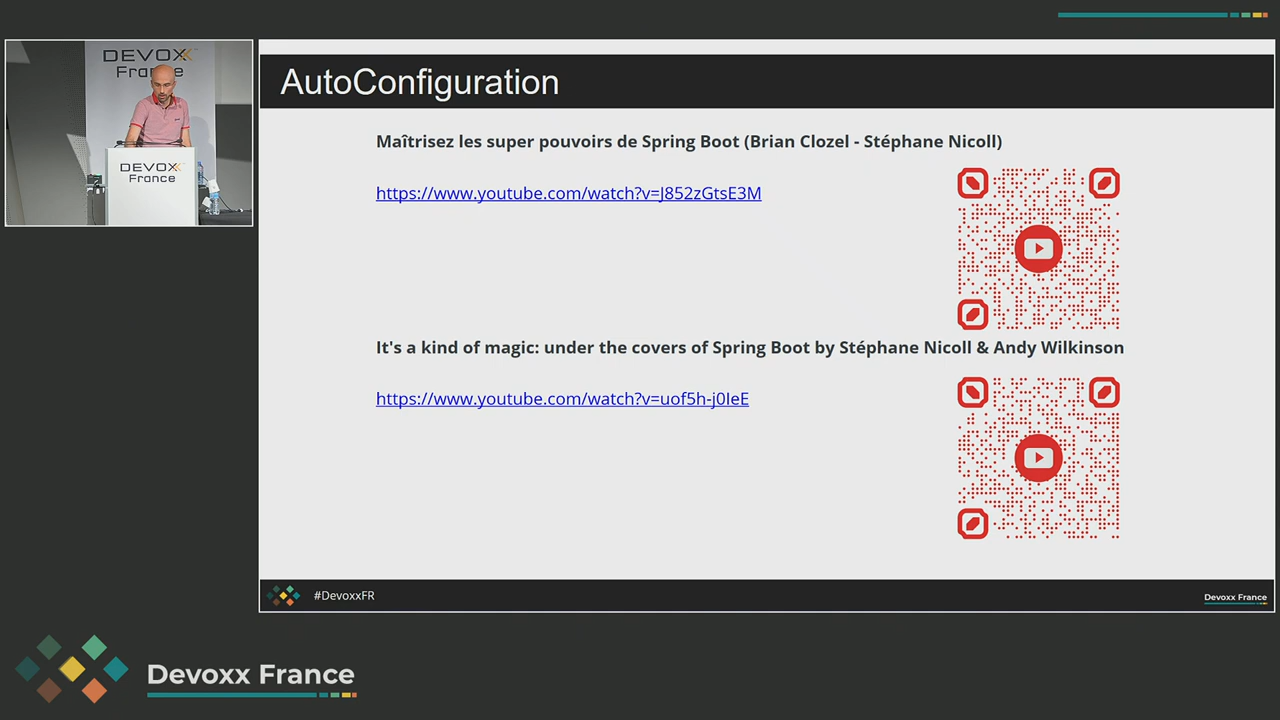 DEVOXX
France
DEVOXX
France
AutoConfiguration
Maîtrisez les super pouvoirs de Spring Boot (Brian Clozel - Stéphane Nicoll)
https://www.youtube.com/watch?v=J852zGtsE3M
It's a kind of magic: under the covers of Spring Boot by Stéphane Nicoll & Andy Wilkinson
https://www.youtube.com/watch?v=uof5h-j0IeE
#DevoxxFR
Devoxx France
Devoxx France